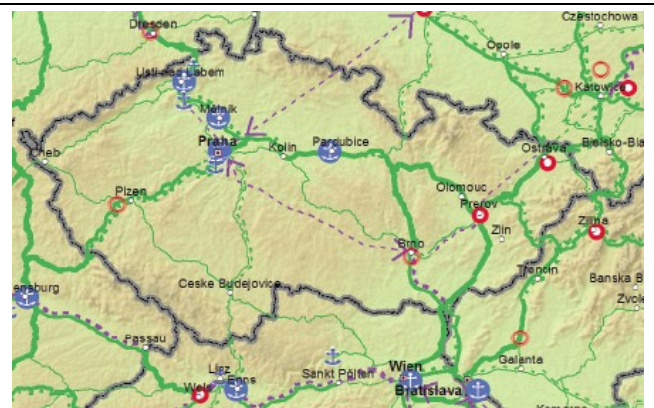 Dresden
Czestochowa
Opole
Usti nad Labem
Katowice
Melnik
Praha
Kolin
Pardubice
Ostrava
Bielsko-Bia
Cheb
Plzen
Olomouc
Prerov
Zlin
Zilina
Brno
Trencin
Banska B
Ceske Budejovice
ensburg
Zvole
Passau
Linz
Sankt Pölten
Wien
Galanta
Wels
Enns
Bratislava